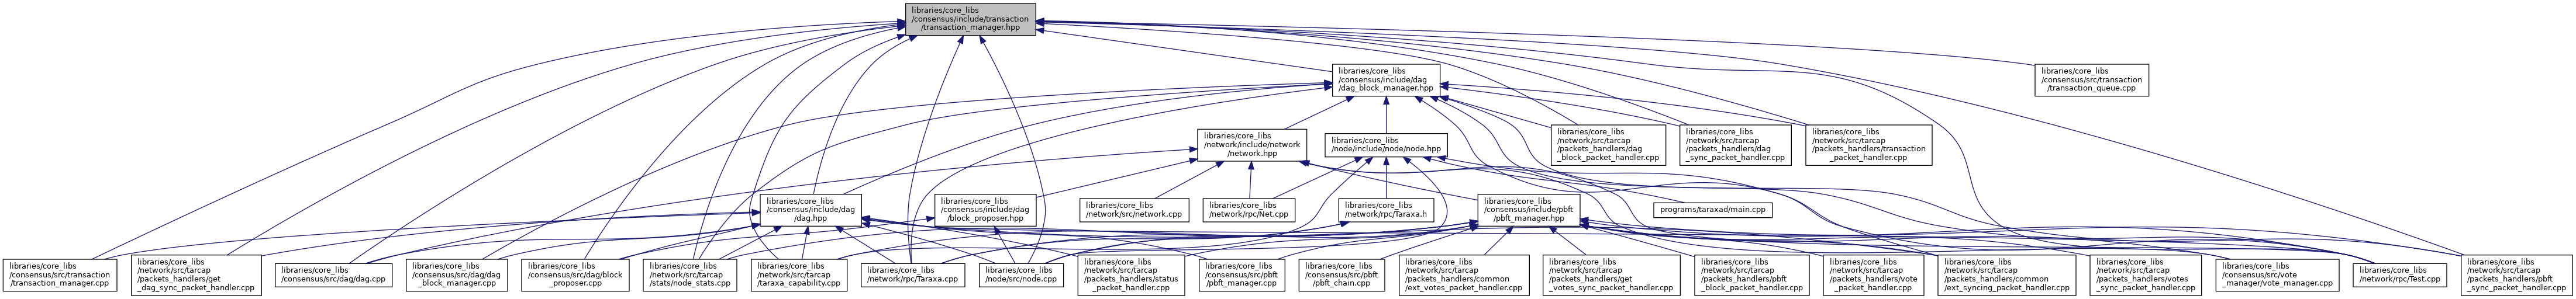 libraries/core_libs
/consensus/include/transaction
/transaction_manager.hpp
libraries/core_libs
/consensus/include/dag
/dag_block_manager.hpp
libraries/core_libs
/consensus/src/transaction
/transaction_queue.cpp
libraries/core_libs
/network/include/network
/network.hpp
libraries/core_libs
/node/include/node/node.hpp
libraries/core_libs
/network/src/tarcap
/packets_handlers/dag
_block_packet_handler.cpp
libraries/core_libs
/network/src/tarcap
/packets_handlers/dag
_sync_packet_handler.cpp
libraries/core_libs
/network/src/tarcap
/packets_handlers/transaction
_packet_handler.cpp
libraries/core_libs
/consensus/include/dag
/dag.hpp
libraries/core_libs
/consensus/include/dag
/block_proposer.hpp
libraries/core_libs
/network/src/network.cpp
libraries/core_libs
/network/rpc/Net.cpp
libraries/core_libs
/network/rpc/Taraxa.h
libraries/core_libs
/consensus/include/pbft
/pbft_manager.hpp
programs/taraxad/main.cpp
libraries/core_libs
/consensus/src/transaction
/transaction_manager.cpp
libraries/core_libs
/network/src/tarcap
/packets_handlers/get
_dag_sync_packet_handler.cpp
libraries/core_libs
/consensus/src/dag/dag.cpp
libraries/core_libs
/consensus/src/dag/dag
_block_manager.cpp
libraries/core_libs
/consensus/src/dag/block
_proposer.cpp
libraries/core_libs
/network/src/tarcap
/stats/node_stats.cpp
libraries/core_libs
/network/src/tarcap
/taraxa_capability.cpp
libraries/core_libs
/network/rpc/Taraxa.cpp
libraries/core_libs
/node/src/node.cpp
libraries/core_libs
/network/src/tarcap
/packets_handlers/status
_packet_handler.cpp
libraries/core_libs
/consensus/src/pbft
/pbft_manager.cpp
libraries/core_libs
/consensus/src/pbft
/pbft_chain.cpp
libraries/core_libs
/network/src/tarcap
/packets_handlers/common
/ext_votes_packet_handler.cpp
libraries/core_libs
/network/src/tarcap
/packets_handlers/get
_votes_sync_packet_handler.cpp
libraries/core_libs
/network/src/tarcap
/packets_handlers/pbft
_block_packet_handler.cpp
libraries/core_libs
/network/src/tarcap
/packets_handlers/vote
_packet_handler.cpp
libraries/core_libs
/network/src/tarcap
/packets_handlers/common
/ext_syncing_packet_handler.cpp
libraries/core_libs
/network/src/tarcap
/packets_handlers/votes
_sync_packet_handler.cpp
libraries/core_libs
/consensus/src/vote
_manager/vote_manager.cpp
libraries/core_libs
/network/rpc/Test.cpp
libraries/core_libs
/network/src/tarcap
/packets_handlers/pbft
_sync_packet_handler.cpp